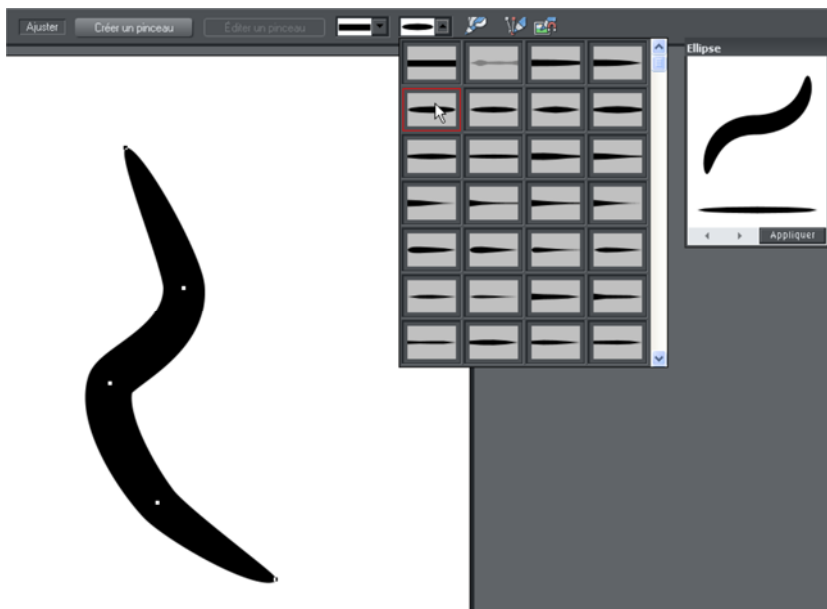 Ajuster
Créer un pinceau
Éditer un pinceau
Ellipse
Appliquer